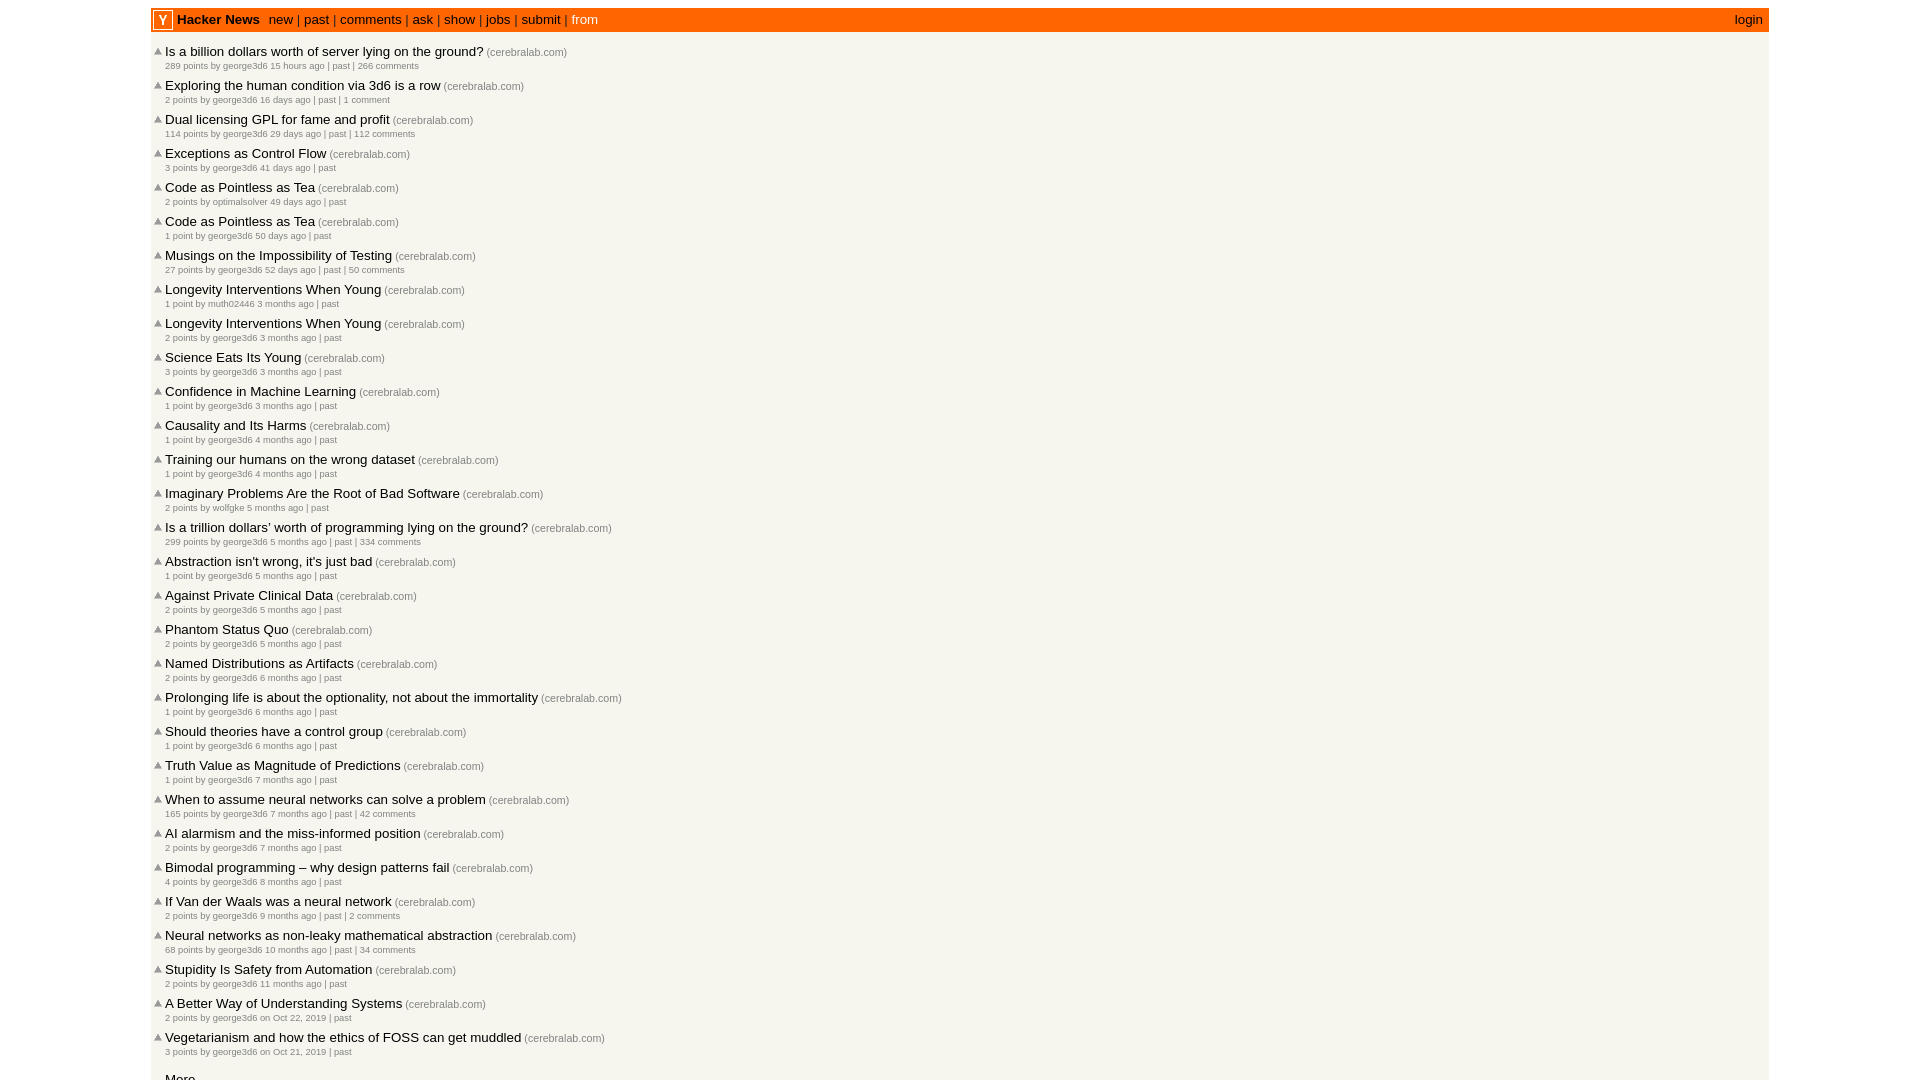 Y Hacker News new | past | comments | ask | show | jobs | submit | from login
Is a billion dollars worth of server lying on the ground? (cerebralab.com)
289 points by george3d6 15 hours ago | past | 266 comments
Exploring the human condition via 3d6 is a row (cerebralab.com)
2 points by george3d6 16 days ago | past | 1 comment
Dual licensing GPL for fame and profit (cerebralab.com)
114 points by george3d6 29 days ago | past | 112 comments
Exceptions as Control Flow (cerebralab.com)
3 points by george3d6 41 days ago | past
Code as Pointless as Tea (cerebralab.com)
2 points by optimalsolver 49 days ago | past
Code as Pointless as Tea (cerebralab.com)
1 point by george3d6 50 days ago | past
Musings on the Impossibility of Testing (cerebralab.com)
27 points by george3d6 52 days ago | past | 50 comments
Longevity Interventions When Young (cerebralab.com)
1 point by muth02446 3 months ago | past
Longevity Interventions When Young (cerebralab.com)
2 points by george3d6 3 months ago | past
Science Eats Its Young (cerebralab.com)
3 points by george3d6 3 months ago | past
Confidence in Machine Learning (cerebralab.com)
1 point by george3d6 3 months ago | past
Causality and Its Harms (cerebralab.com)
1 point by george3d6 4 months ago | past
Training our humans on the wrong dataset (cerebralab.com)
1 point by george3d6 4 months ago | past
Imaginary Problems Are the Root of Bad Software (cerebralab.com)
2 points by wolfgke 5 months ago | past
Is a trillion dollars’ worth of programming lying on the ground? (cerebralab.com)
299 points by george3d6 5 months ago | past | 334 comments
Abstraction isn't wrong, it's just bad (cerebralab.com)
1 point by george3d6 5 months ago | past
Against Private Clinical Data (cerebralab.com)
2 points by george3d6 5 months ago | past
Phantom Status Quo (cerebralab.com)
2 points by george3d6 5 months ago | past
Named Distributions as Artifacts (cerebralab.com)
2 points by george3d6 6 months ago | past
Prolonging life is about the optionality, not about the immortality (cerebralab.com)
1 point by george3d6 6 months ago | past
Should theories have a control group (cerebralab.com)
1 point by george3d6 6 months ago | past
Truth Value as Magnitude of Predictions (cerebralab.com)
1 point by george3d6 7 months ago | past
When to assume neural networks can solve a problem (cerebralab.com)
165 points by george3d6 7 months ago | past | 42 comments
AI alarmism and the miss-informed position (cerebralab.com)
2 points by george3d6 7 months ago | past
Bimodal programming – why design patterns fail (cerebralab.com)
4 points by george3d6 8 months ago | past
If Van der Waals was a neural network (cerebralab.com)
2 points by george3d6 9 months ago | past | 2 comments
Neural networks as non-leaky mathematical abstraction (cerebralab.com)
68 points by george3d6 10 months ago | past | 34 comments
Stupidity Is Safety from Automation (cerebralab.com)
2 points by george3d6 11 months ago | past
A Better Way of Understanding Systems (cerebralab.com)
2 points by george3d6 on Oct 22, 2019 | past
Vegetarianism and how the ethics of FOSS can get muddled (cerebralab.com)
3 points by george3d6 on Oct 21, 2019 | past
More